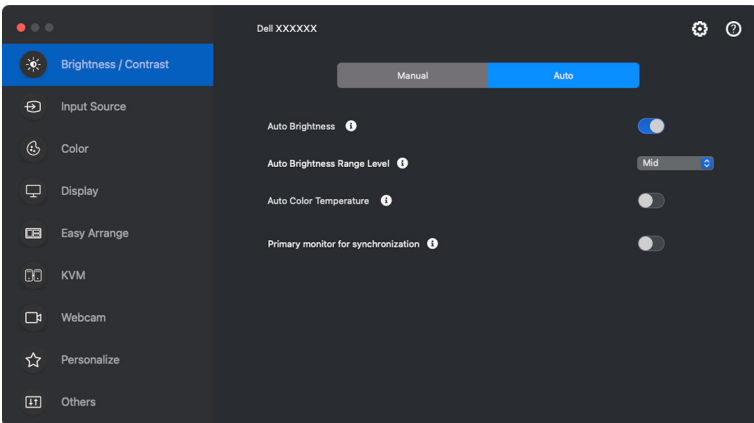 Dell XXXXXX
Brightness / Contrast
Input Source
Color
Display
Easy Arrange
KVM
Webcam
Personalize
Others
Manual
Auto
Auto Brightness
Auto Brightness Range Level
Mid
Auto Color Temperature
Primary monitor for synchronization